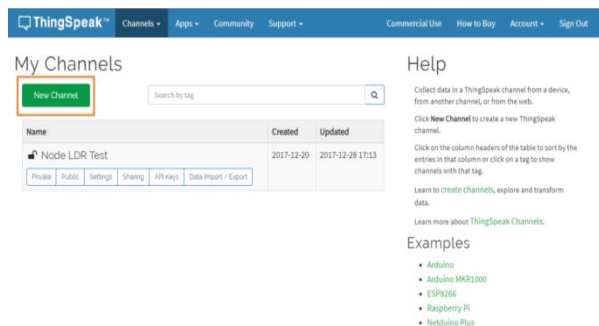 ThingSpeak™ Channels Apps Community Support Commercial Use How to Buy Account Sign Out
My Channels
New Channel
Search by tag
Name Created Updated
Node LDR Test 2017-12-20 2017-12-28 17:13
Private Public Settings Sharing API Keys Data Import / Export
Help
Collect data in a ThingSpeak channel from a device,
from another channel, or from the web.
Click New Channel to create a new ThingSpeak
channel.
Click on the column headers of the table to sort by the
entries in that column or click on a tag to show
channels with that tag.
Learn to create channels, explore and transform
data.
Learn more about ThingSpeak Channels.
Examples
Arduino
Arduino MKR1000
ESP8266
Raspberry Pi
Netduino Plus